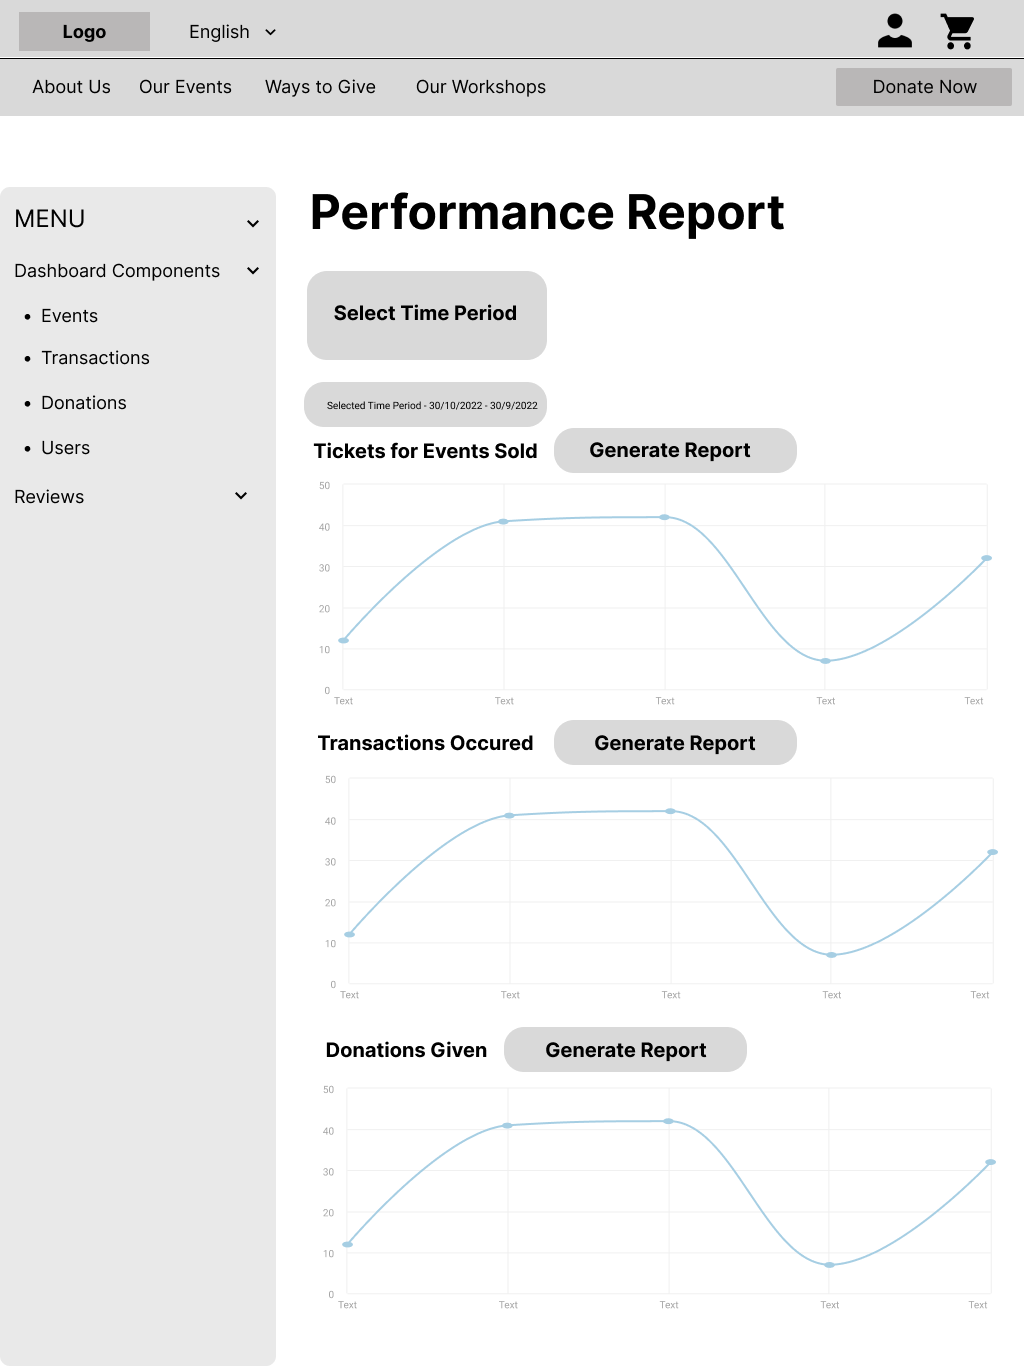 Logo
English
About Us
Our Events
Ways to Give
Our Workshops
Donate Now
MENU
Dashboard Components
• Events
• Transactions
• Donations
• Users
Reviews
Performance Report
Select Time Period
Selected Time Period - 30/10/2022 - 30/9/2022
Tickets for Events Sold
Generate Report
50
40
30
20
10
0
Text Text Text Text Text
Transactions Occured
Generate Report
50
40
30
20
10
0
Text Text Text Text Text
Donations Given
Generate Report
50
40
30
20
10
0
Text Text Text Text Text